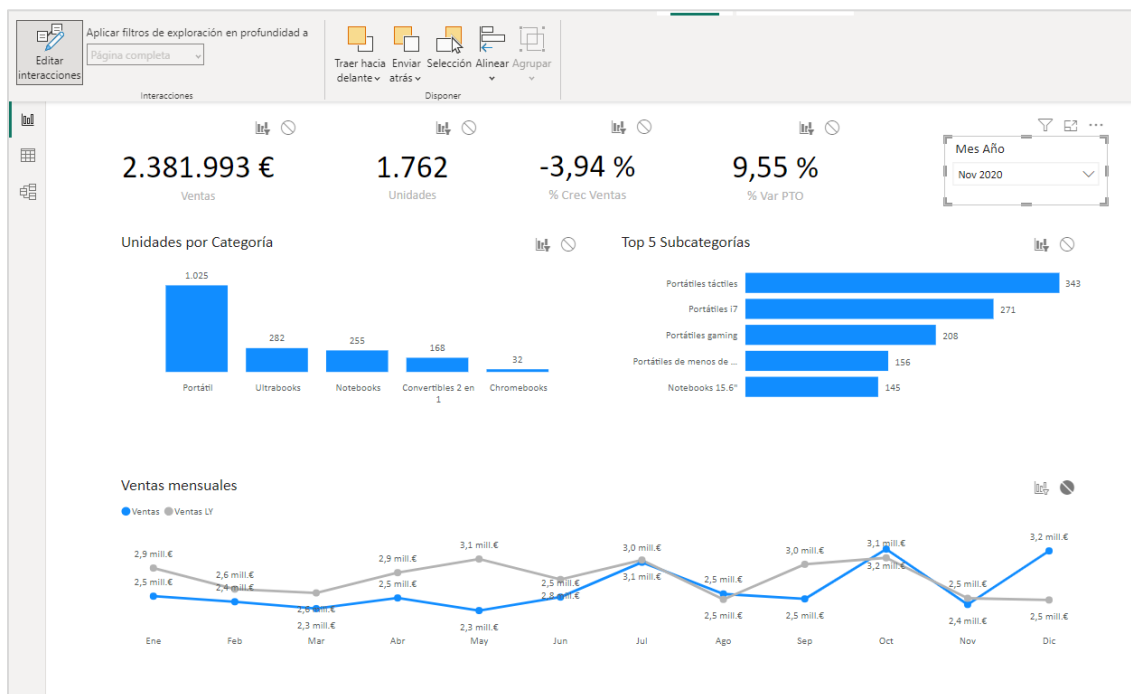 Editar
interacciones
Aplicar filtros de exploración en profundidad a
Página completa
Interacciones
Traer hacia
delante
Enviar
atrás
Selección
Alinear
Agrupar
Disponer
2.381.993 €
Ventas
1.762
Unidades
-3,94 %
% Crec Ventas
9,55 %
% Var PTO
Mes Año
Nov 2020
Unidades por Categoría
1.025
282
255
168
32
Portátil
Ultrabooks
Notebooks
Convertibles 2 en
1
Chromebooks
Top 5 Subcategorías
Portátiles táctiles
343
Portátiles i7
271
Portátiles gaming
208
Portátiles de menos de ...
156
Notebooks 15.6"
145
Ventas mensuales
Ventas
Ventas LY
2,9 mill.€
2,6 mill.€
2,9 mill.€
3,1 mill.€
2,5 mill.€
3,0 mill.€
2,5 mill.€
3,0 mill.€
3,1 mill.€
2,5 mill.€
3,2 mill.€
2,5 mill.€
2,4 mill.€
2,6 mill.€
2,3 mill.€
2,5 mill.€
2,3 mill.€
2,8 mill.€
3,1 mill.€
2,5 mill.€
2,5 mill.€
3,2 mill.€
2,4 mill.€
2,5 mill.€
Ene
Feb
Mar
Abr
May
Jun
Jul
Ago
Sep
Oct
Nov
Dic